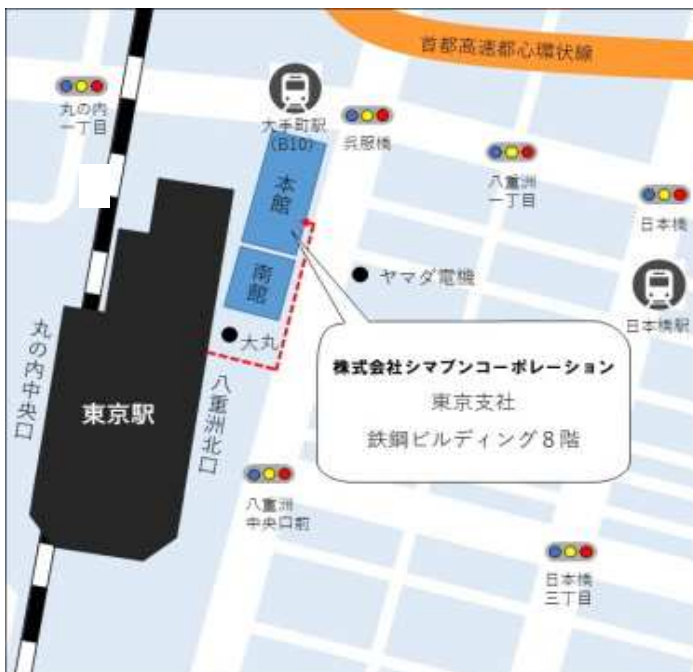 首都高速都心環状線
丸の内
一丁目
大手町駅
(B10)
呉服橋
八重洲
一丁目
日本橋
本館
南館
ヤマダ電機
日本橋駅
大丸
丸の内中央口
東京駅
八重洲北口
株式会社シマブンコーポレーション
東京支社
鉄鋼ビルディング8階
八重洲
中央口前
日本橋
三丁目